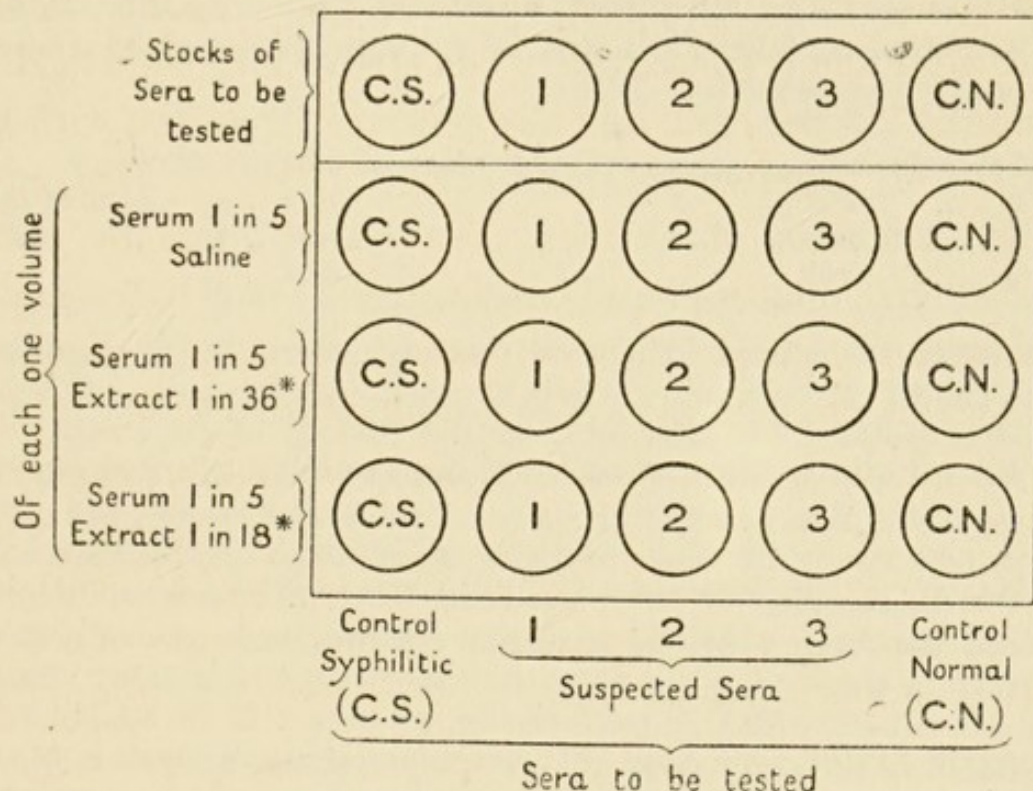 Stocks of
Sera to be
tested
C.S. 1 2 3 C.N.
Of each one volume
Serum 1 in 5
Saline
C.S. 1 2 3 C.N.
Serum 1 in 5
Extract 1 in 36*
C.S. 1 2 3 C.N.
Serum 1 in 5
Extract 1 in 18*
C.S. 1 2 3 C.N.
Control
Syphilitic
(C.S.)
1 2 3
Suspected Sera
Control
Normal
(C.N.)
Sera to be tested